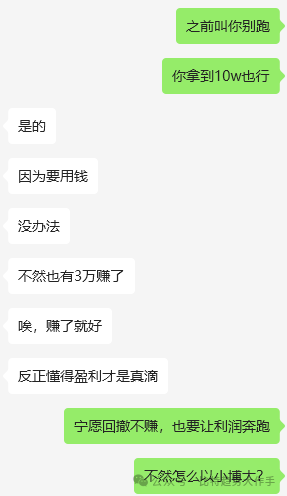 之前叫你别跑
你拿到10w也行
是的
因为要用钱
没办法
不然也有3万赚了
唉，赚了就好
反正懂得盈利才是真滴
宁愿回撤不赚，也要让利润奔跑
不然怎么以小博大？